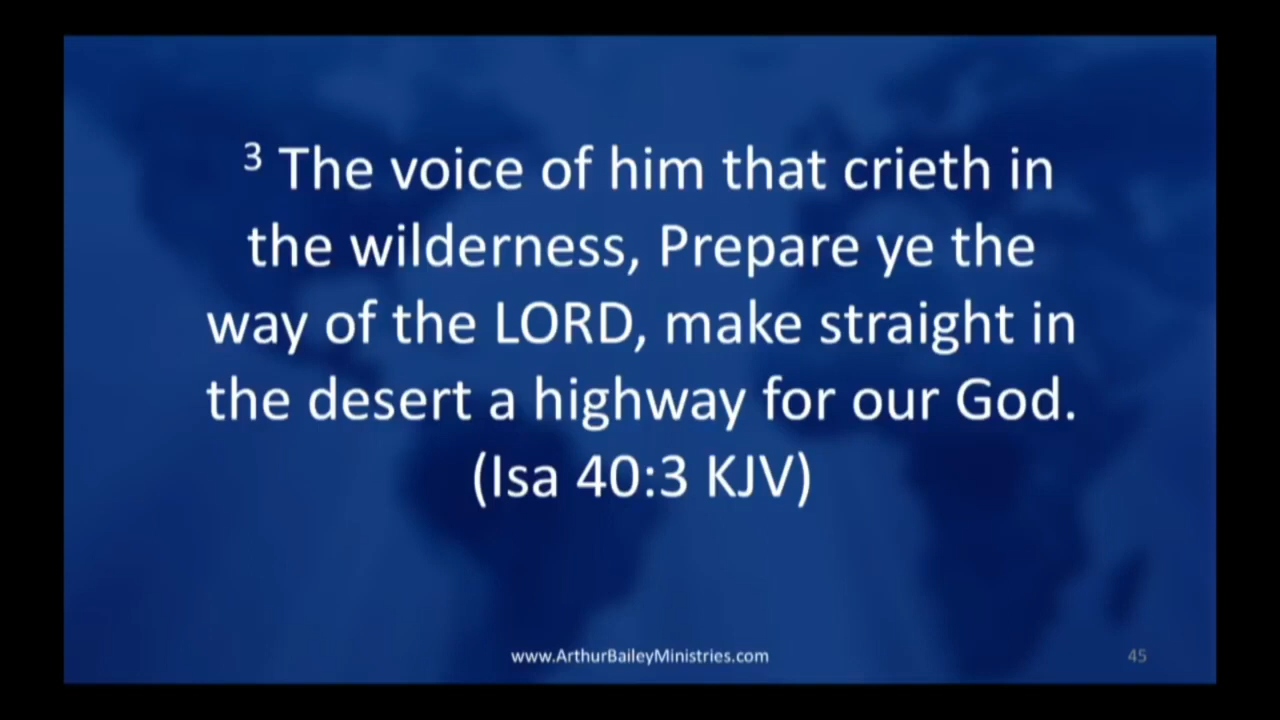 3 The voice of him that crieth in
the wilderness, Prepare ye the
way of the LORD, make straight in
the desert a highway for our God.
(Isa 40:3 KJV)
www.ArthurBaileyMinistries.com
45